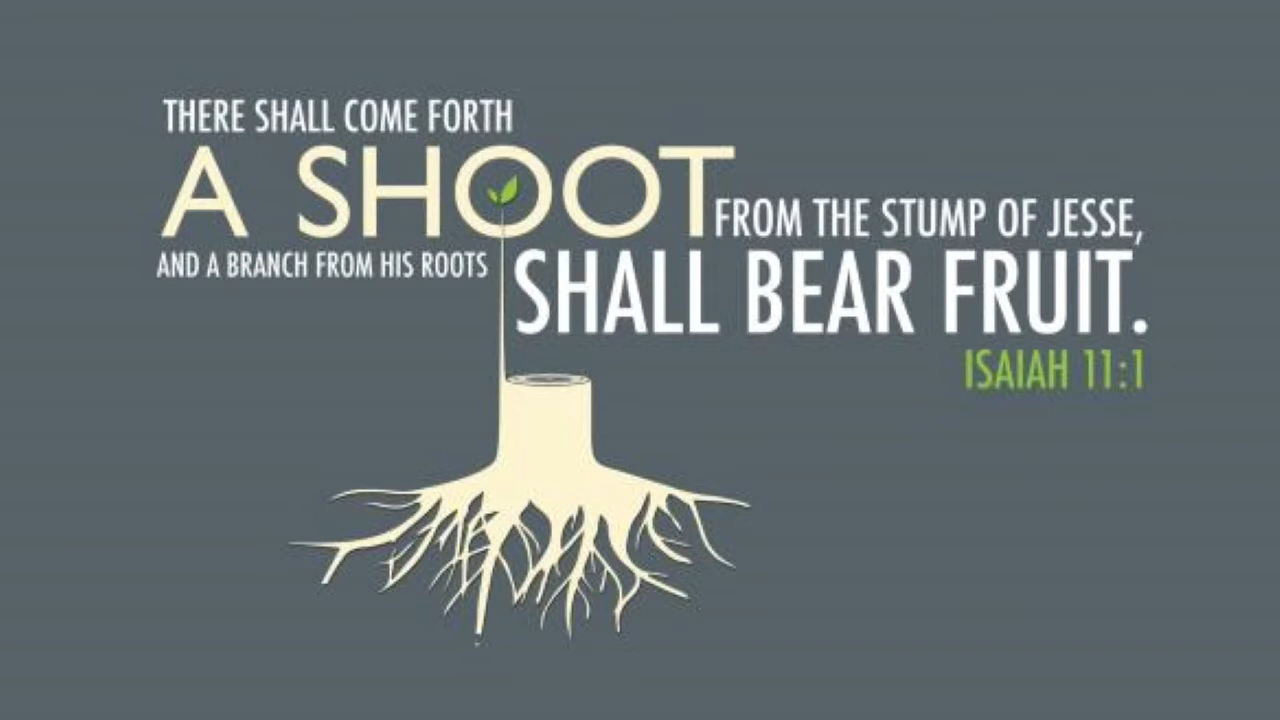 THERE SHALL COME FORTH
A SHOOT FROM THE STUMP OF JESSE,
AND A BRANCH FROM HIS ROOTS SHALL BEAR FRUIT.
ISAIAH 11:1